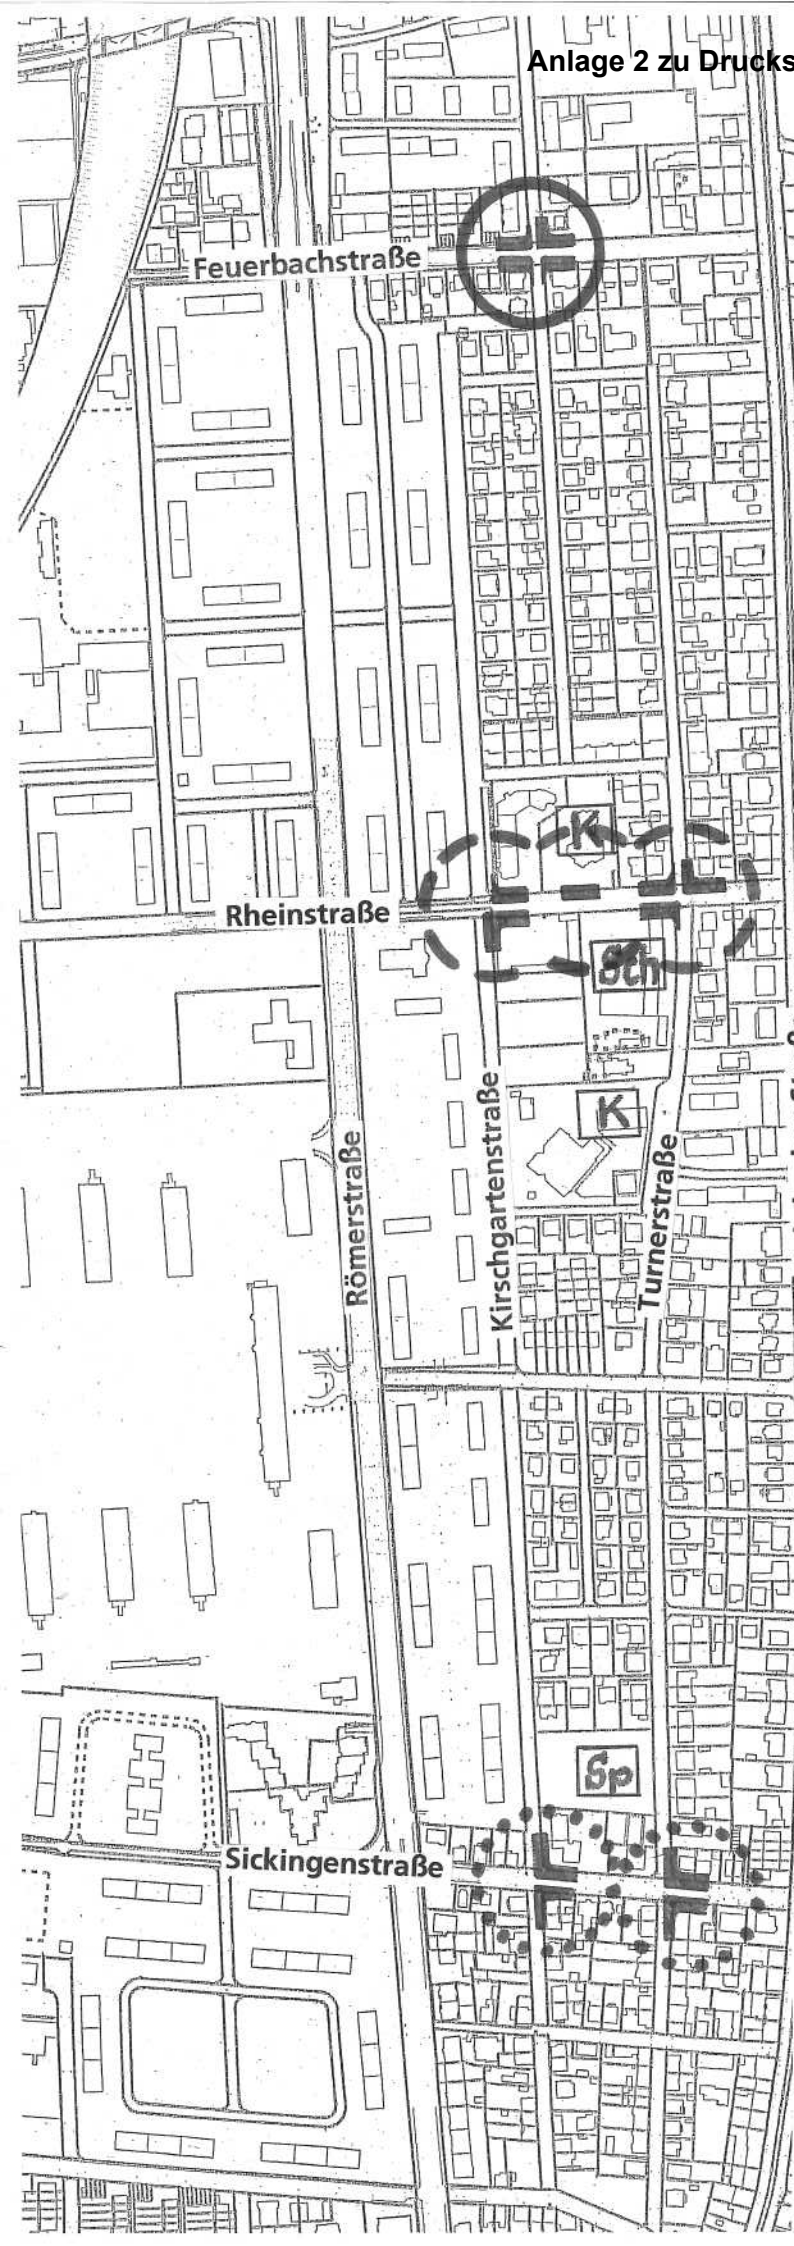 Anlage 2 zu Drucks
Feuerbachstraße
K
Rheinstraße
Sch
K
Kirschgartenstraße
Römerstraße
Turnerstraße
Sp
Sickingenstraße